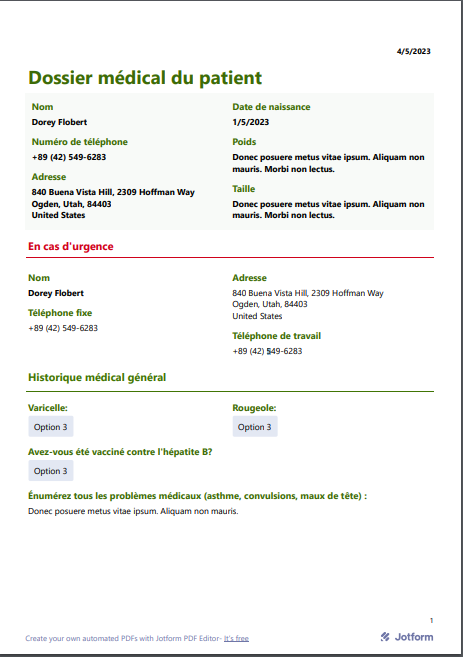 4/5/2023
Dossier médical du patient
Nom
Dorey Flobert
Numéro de téléphone
+89 (42) 549-6283
Adresse
840 Buena Vista Hill, 2309 Hoffman Way
Ogden, Utah, 84403
United States
Date de naissance
1/5/2023
Poids
Donec posuere metus vitae ipsum. Aliquam non
mauris. Morbi non lectus.
Taille
Donec posuere metus vitae ipsum. Aliquam non
mauris. Morbi non lectus.
En cas d'urgence
Nom
Dorey Flobert
Téléphone fixe
+89 (42) 549-6283
Adresse
840 Buena Vista Hill, 2309 Hoffman Way
Ogden, Utah, 84403
United States
Téléphone de travail
+89 (42) 549-6283
Historique médical général
Varicelle:
Option 3
Rougeole:
Option 3
Avez-vous été vacciné contre l'hépatite B?
Option 3
Énumérez tous les problèmes médicaux (asthme, convulsions, maux de tête) :
Donec posuere metus vitae ipsum. Aliquam non mauris.
1
Create your own automated PDFs with Jotform PDF Editor- It's free
Jotform